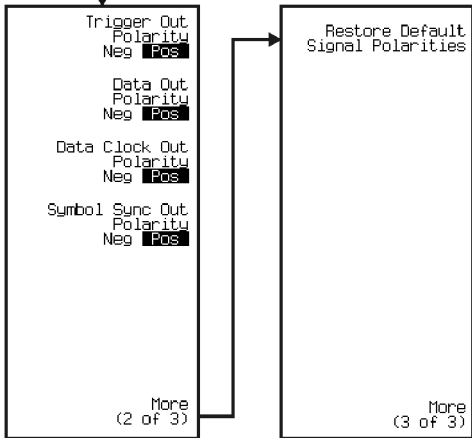 Trigger Out
Polarity
Neg Pos
Data Out
Polarity
Neg Pos
Data Clock Out
Polarity
Neg Pos
Symbol Sync Out
Polarity
Neg Pos
More
(2 of 3)
Restore Default
Signal Polarities
More
(3 of 3)